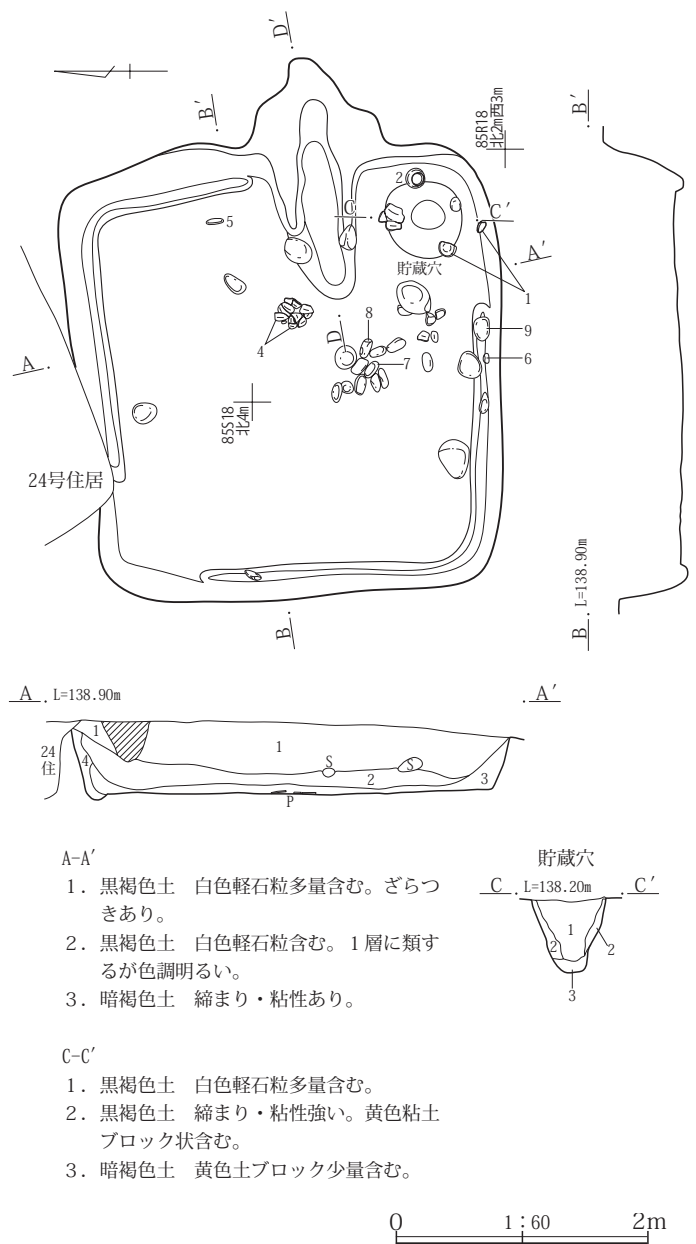 D′
B′
85R18
北2m西3m
B′
2
C
C′
5
A′
貯蔵穴
1
8
9
D
4
7
6
A
85S18
北4m
24号住居
B
B L=138.90m
A L=138.90m
A′
1
24
住
4
1
S
S
2
3
P
A-A′
1．黒褐色土　白色軽石粒多量含む。ざらつ
きあり。
2．黒褐色土　白色軽石粒含む。1層に類す
るが色調明るい。
3．暗褐色土　締まり・粘性あり。
貯蔵穴
C L=138.20m C′
1
2
2
3
C-C′
1．黒褐色土　白色軽石粒多量含む。
2．黒褐色土　締まり・粘性強い。黄色粘土
ブロック状含む。
3．暗褐色土　黄色土ブロック少量含む。
0 1：60 2m